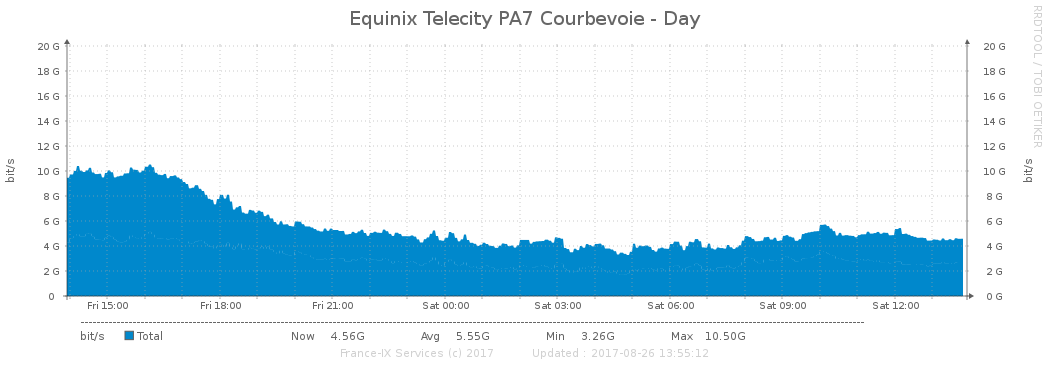 Equinix Telecity PA7 Courbevoie - Day
RRDTOOL / TOBI OETIKER
bit/s
20 G 20 G
18 G 18 G
16 G 16 G
14 G 14 G
12 G 12 G
10 G 10 G
8 G 8 G
6 G 6 G
4 G 4 G
2 G 2 G
0 0 G
bit/s
Fri 15:00 Fri 18:00 Fri 21:00 Sat 00:00 Sat 03:00 Sat 06:00 Sat 09:00 Sat 12:00
bit/s Total Now 4.56G Avg 5.55G Min 3.26G Max 10.50G
France-IX Services (c) 2017 Updated : 2017-08-26 13:55:12